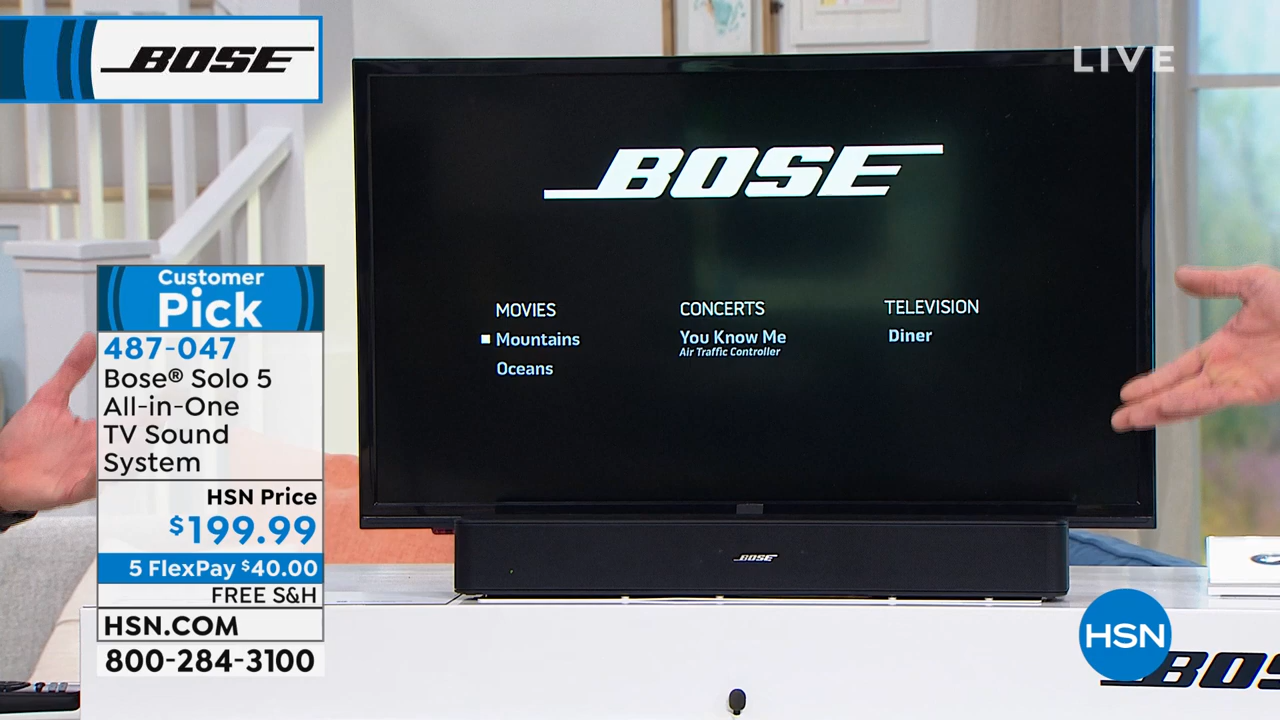 BOSE
LIVE
BOSE
MOVIES
Mountains
Oceans
CONCERTS
You Know Me
Air Traffic Controller
TELEVISION
Diner
Customer
Pick
487-047
Bose® Solo 5
All-in-One
TV Sound
System
HSN Price
$199.99
5 FlexPay $40.00
FREE S&H
HSN.COM
800-284-3100
BOSE
HSN
BOS